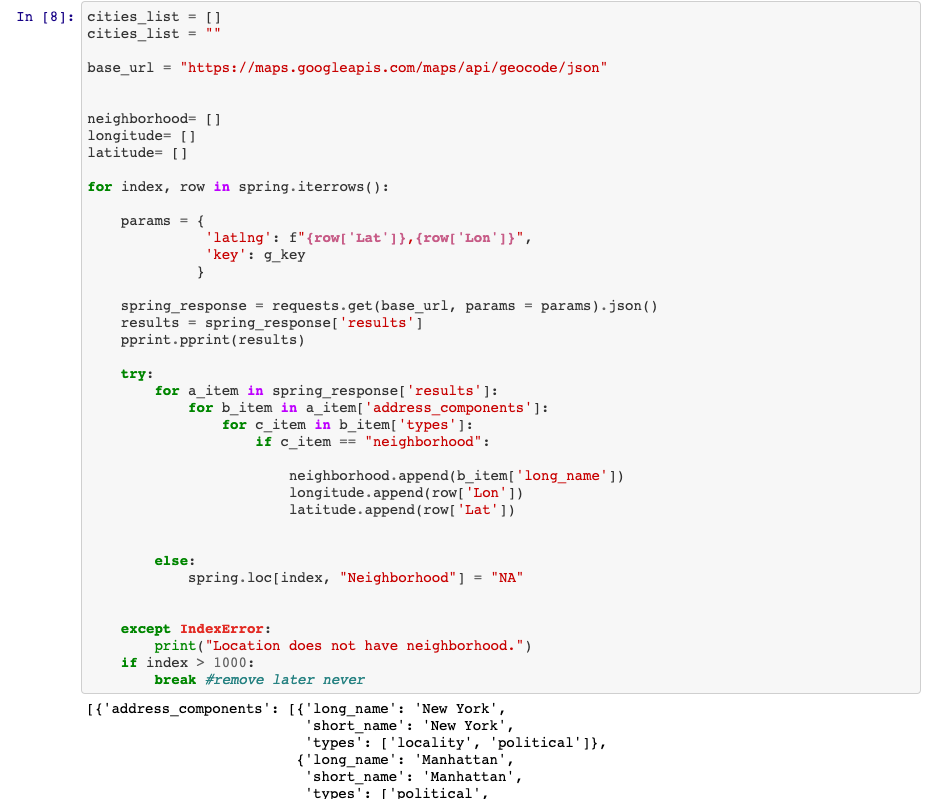 In [8]: cities_list = []
cities_list = ""
base_url = "https://maps.googleapis.com/maps/api/geocode/json"
neighborhood= []
longitude= []
latitude= []
for index, row in spring.iterrows():
    params = {
              'latlng': f"{row['Lat']},{row['Lon']}",
              'key': g_key
             }
    spring_response = requests.get(base_url, params = params).json()
    results = spring_response['results']
    pprint.pprint(results)
    try:
        for a_item in spring_response['results']:
            for b_item in a_item['address_components']:
                for c_item in b_item['types']:
                    if c_item == "neighborhood":
                        neighborhood.append(b_item['long_name'])
                        longitude.append(row['Lon'])
                        latitude.append(row['Lat'])
        else:
            spring.loc[index, "Neighborhood"] = "NA"
    except IndexError:
        print("Location does not have neighborhood.")
    if index > 1000:
        break #remove later never
[{'address_components': [{'long_name': 'New York',
                          'short_name': 'New York',
                          'types': ['locality', 'political']},
                         {'long_name': 'Manhattan',
                          'short_name': 'Manhattan',
                          'types': ['political',